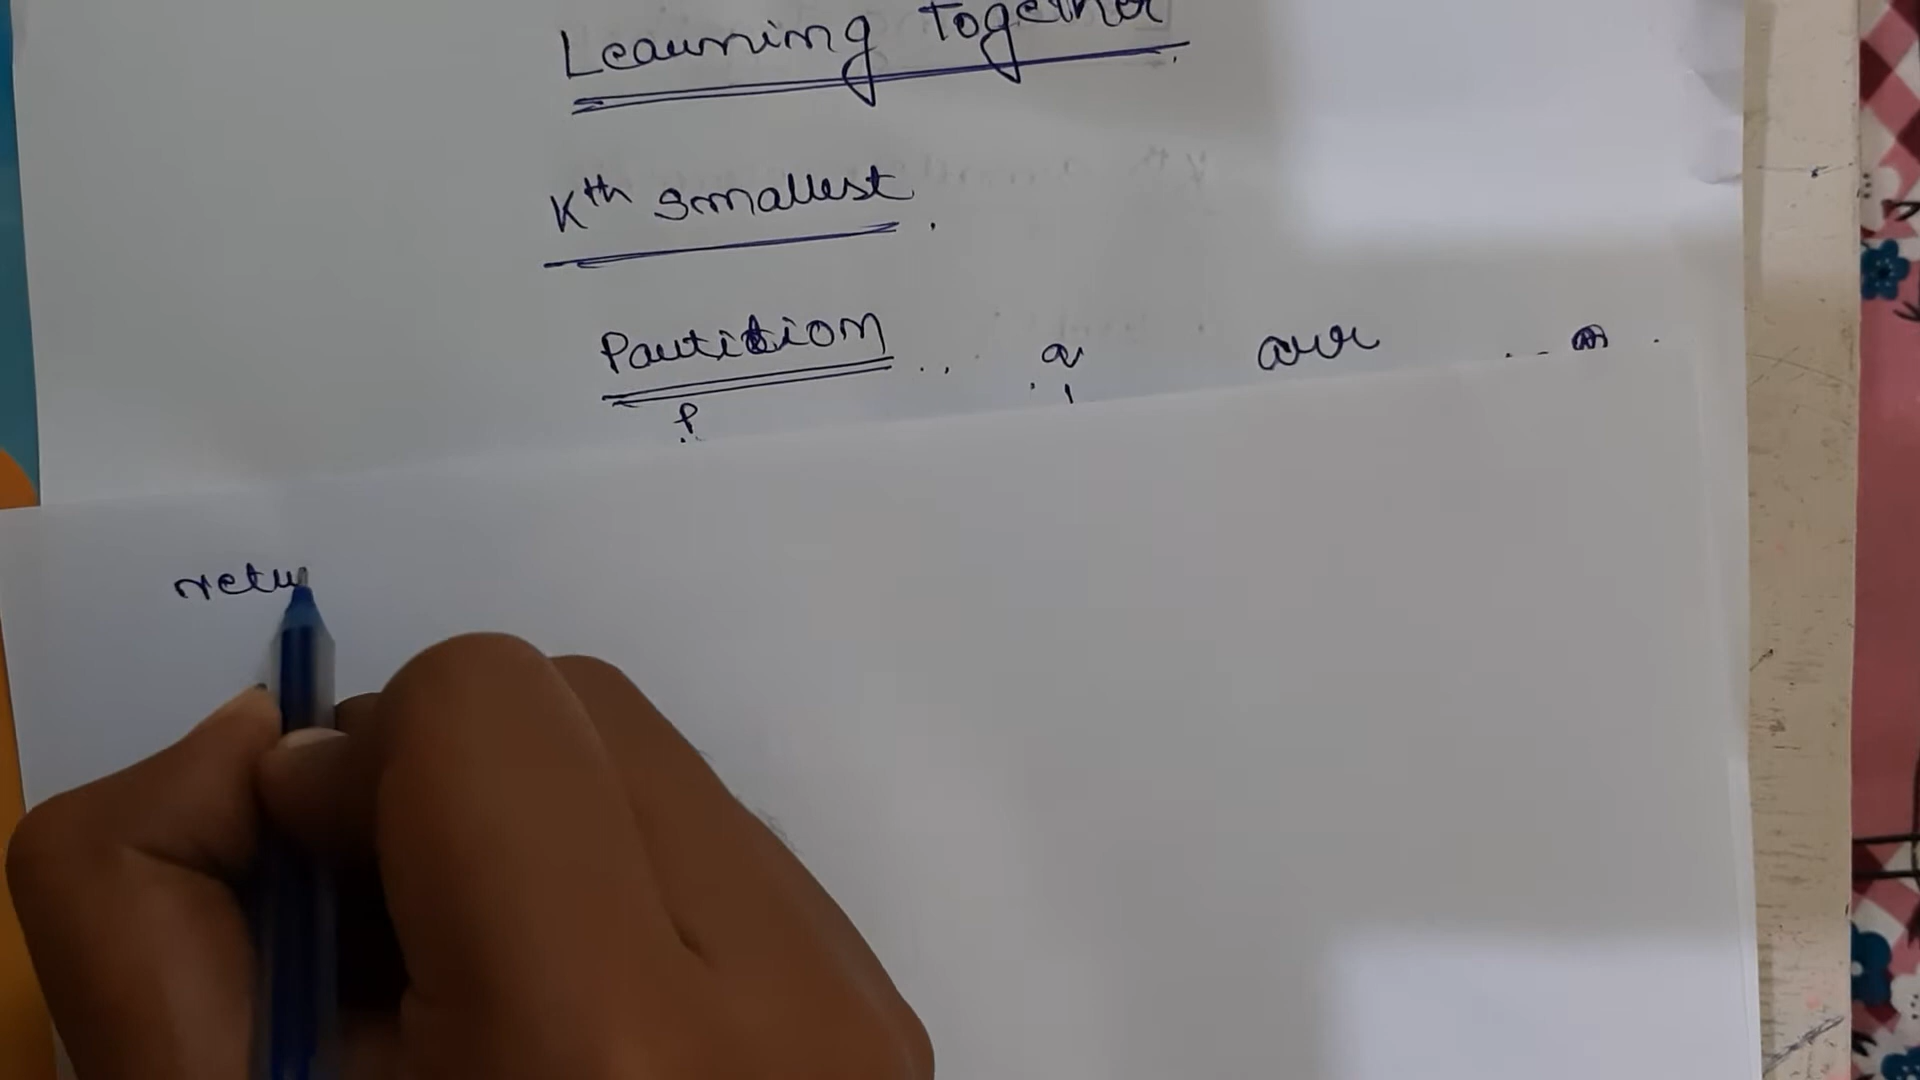 Learning Together
Kth smallest
Partition .. a arr
P
retu